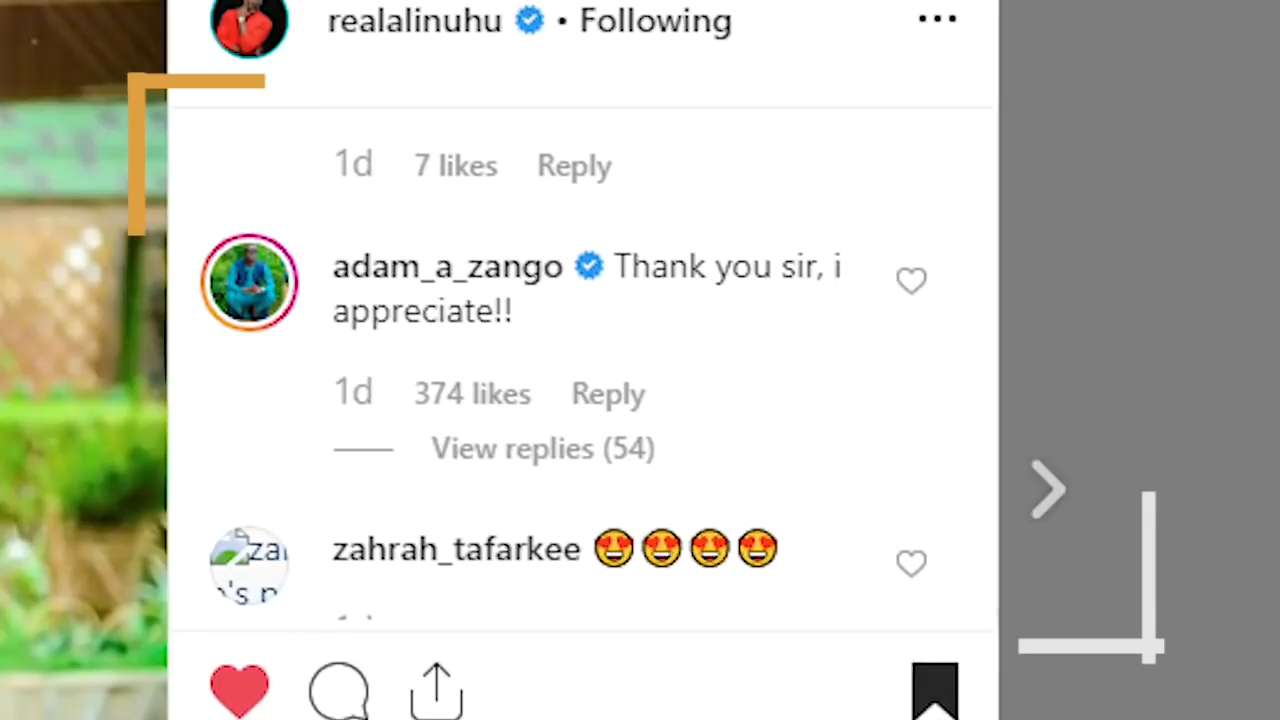 realalinuhu • Following
1d 7 likes Reply
adam_a_zango Thank you sir, i
appreciate!!
1d 374 likes Reply
View replies (54)
zahrah_tafarkee 😍😍😍😍